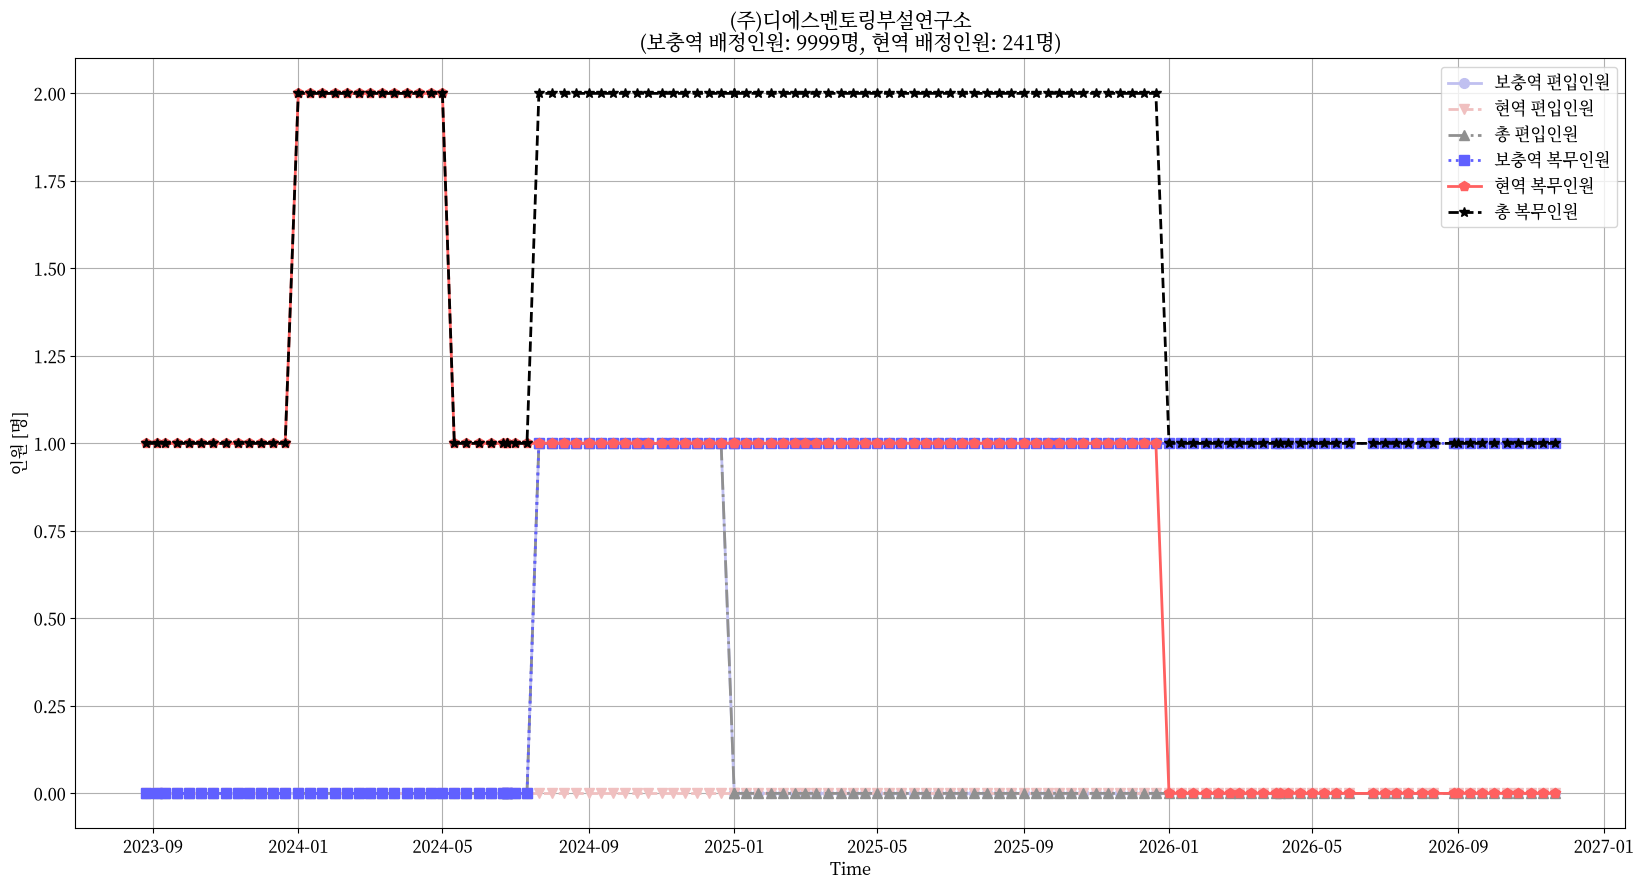 (주)디에스멘토링부설연구소
(보충역 배정인원: 9999명, 현역 배정인원: 241명)
보충역 편입인원
현역 편입인원
총 편입인원
보충역 복무인원
현역 복무인원
총 복무인원
인원 [명]
2.00
1.75
1.50
1.25
1.00
0.75
0.50
0.25
0.00
2023-09 2024-01 2024-05 2024-09 2025-01 2025-05 2025-09 2026-01 2026-05 2026-09 2027-01
Time